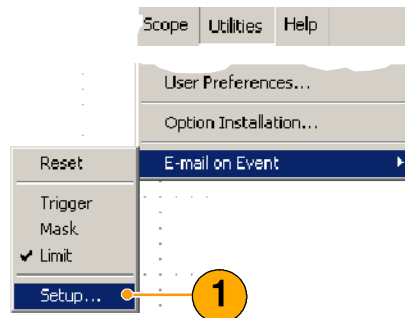 Scope Utilities Help
User Preferences...
Option Installation...
Reset E-mail on Event
Trigger
Mask
Limit
Setup... 1